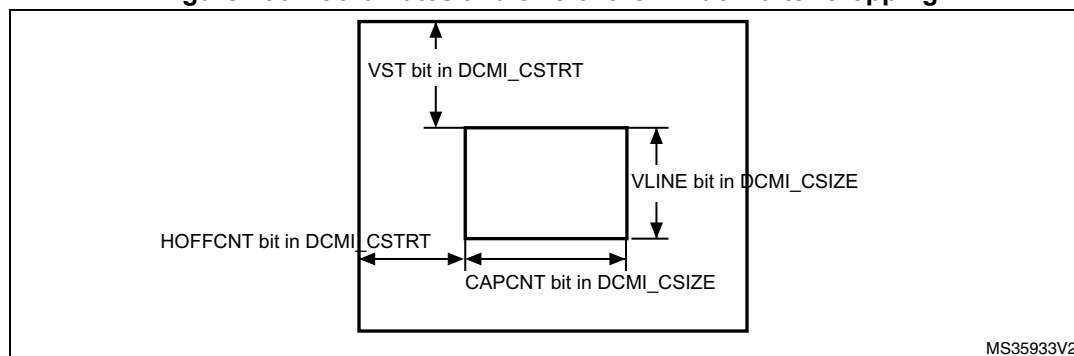 VST bit in DCMI_CSTRT
VLINE bit in DCMI_CSIZE
HOFFCNT bit in DCMI_CSTRT
CAPCNT bit in DCMI_CSIZE
MS35933V2